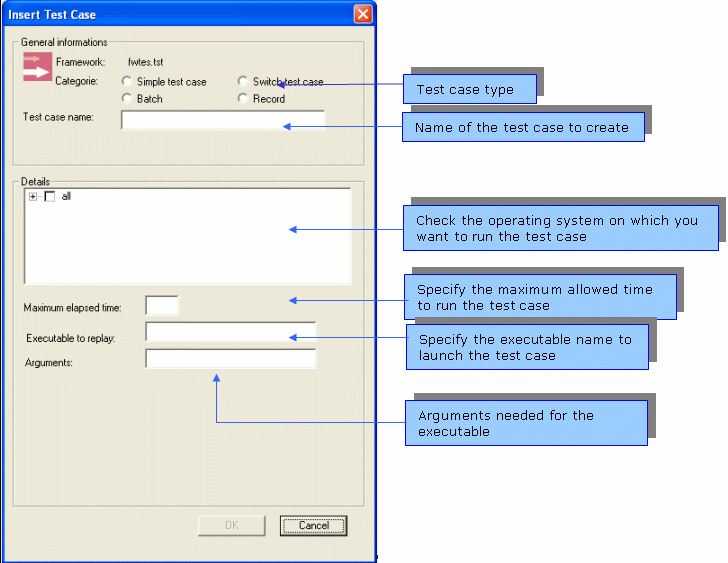 Insert Test Case
General informations
Framework: fwtes.tst
Categorie: Simple test case Switch test case
Batch Record
Test case name:
Details
all
Maximum elapsed time:
Executable to replay:
Arguments:
OK Cancel
Test case type
Name of the test case to create
Check the operating system on which you
want to run the test case
Specify the maximum allowed time
to run the test case
Specify the executable name to
launch the test case
Arguments needed for the
executable